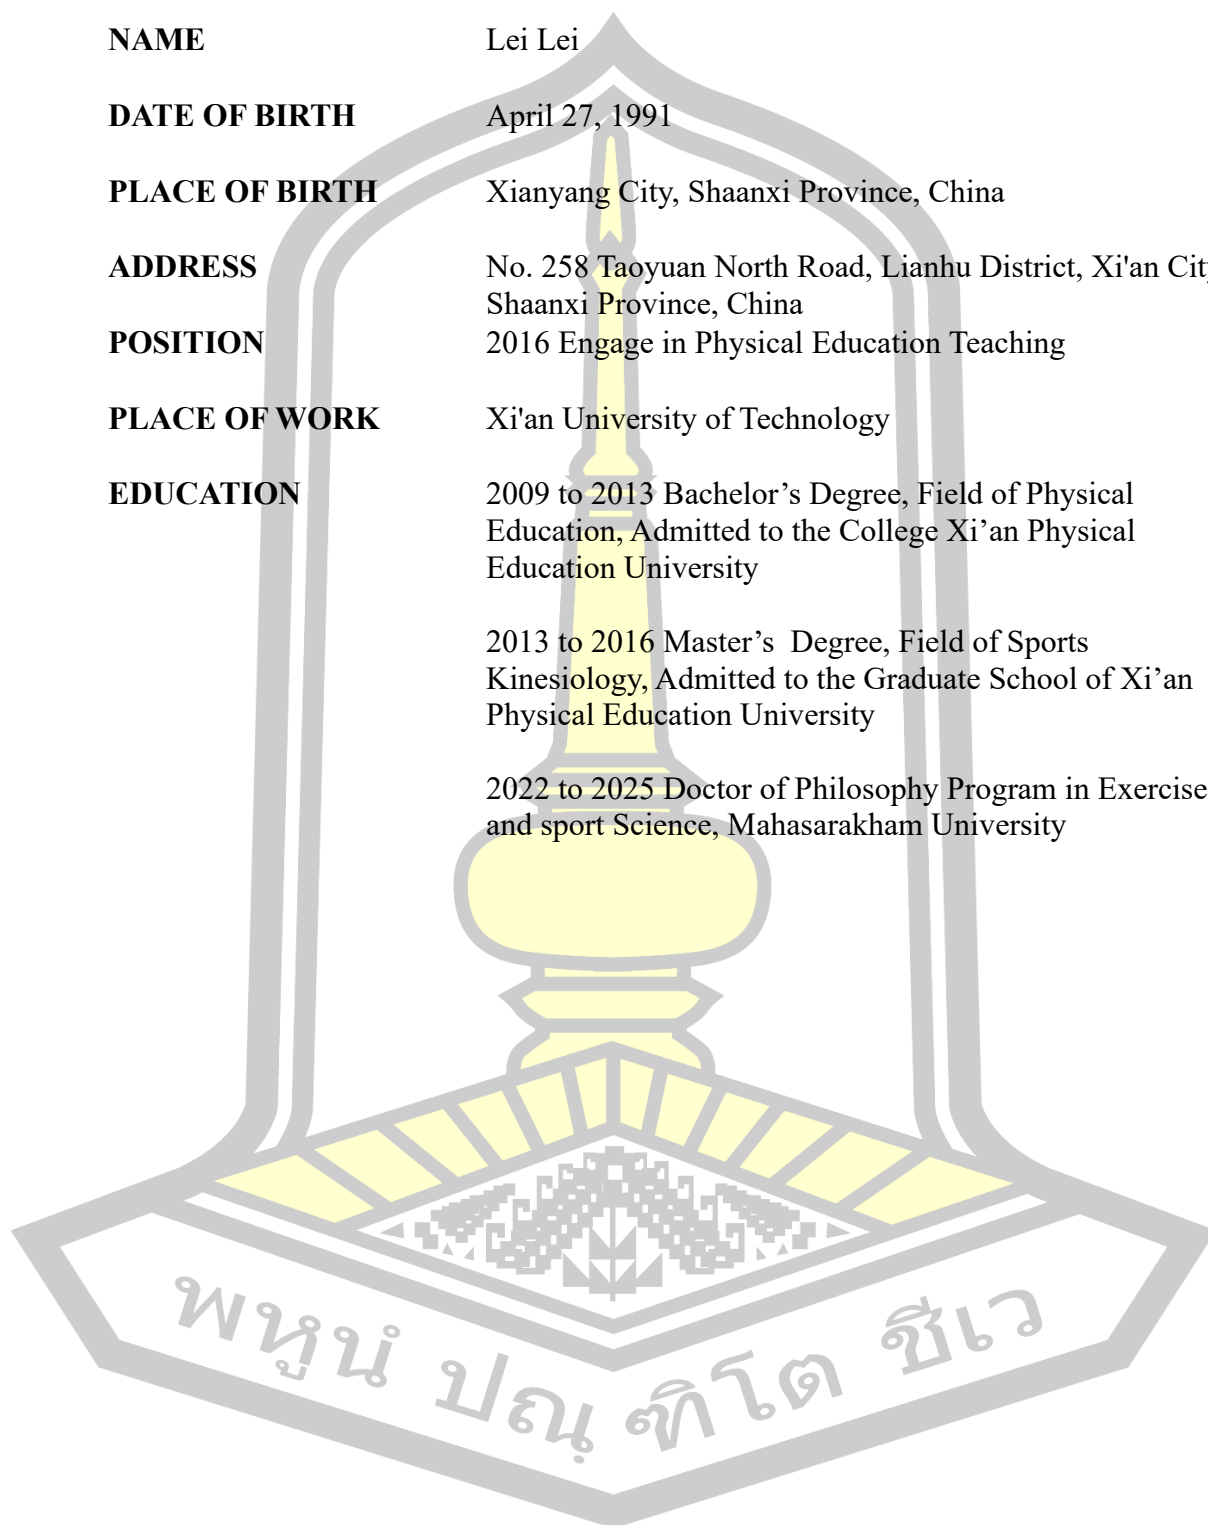 NAME Lei Lei
DATE OF BIRTH April 27, 1991
PLACE OF BIRTH Xianyang City, Shaanxi Province, China
ADDRESS No. 258 Taoyuan North Road, Lianhu District, Xi'an City
Shaanxi Province, China
POSITION 2016 Engage in Physical Education Teaching
PLACE OF WORK Xi'an University of Technology
EDUCATION 2009 to 2013 Bachelor’s Degree, Field of Physical
Education, Admitted to the College Xi’an Physical
Education University
2013 to 2016 Master’s  Degree, Field of Sports
Kinesiology, Admitted to the Graduate School of Xi’an
Physical Education University
2022 to 2025 Doctor of Philosophy Program in Exercise
and sport Science, Mahasarakham University
พหูนํ ปณฺฑิโต ชีเว